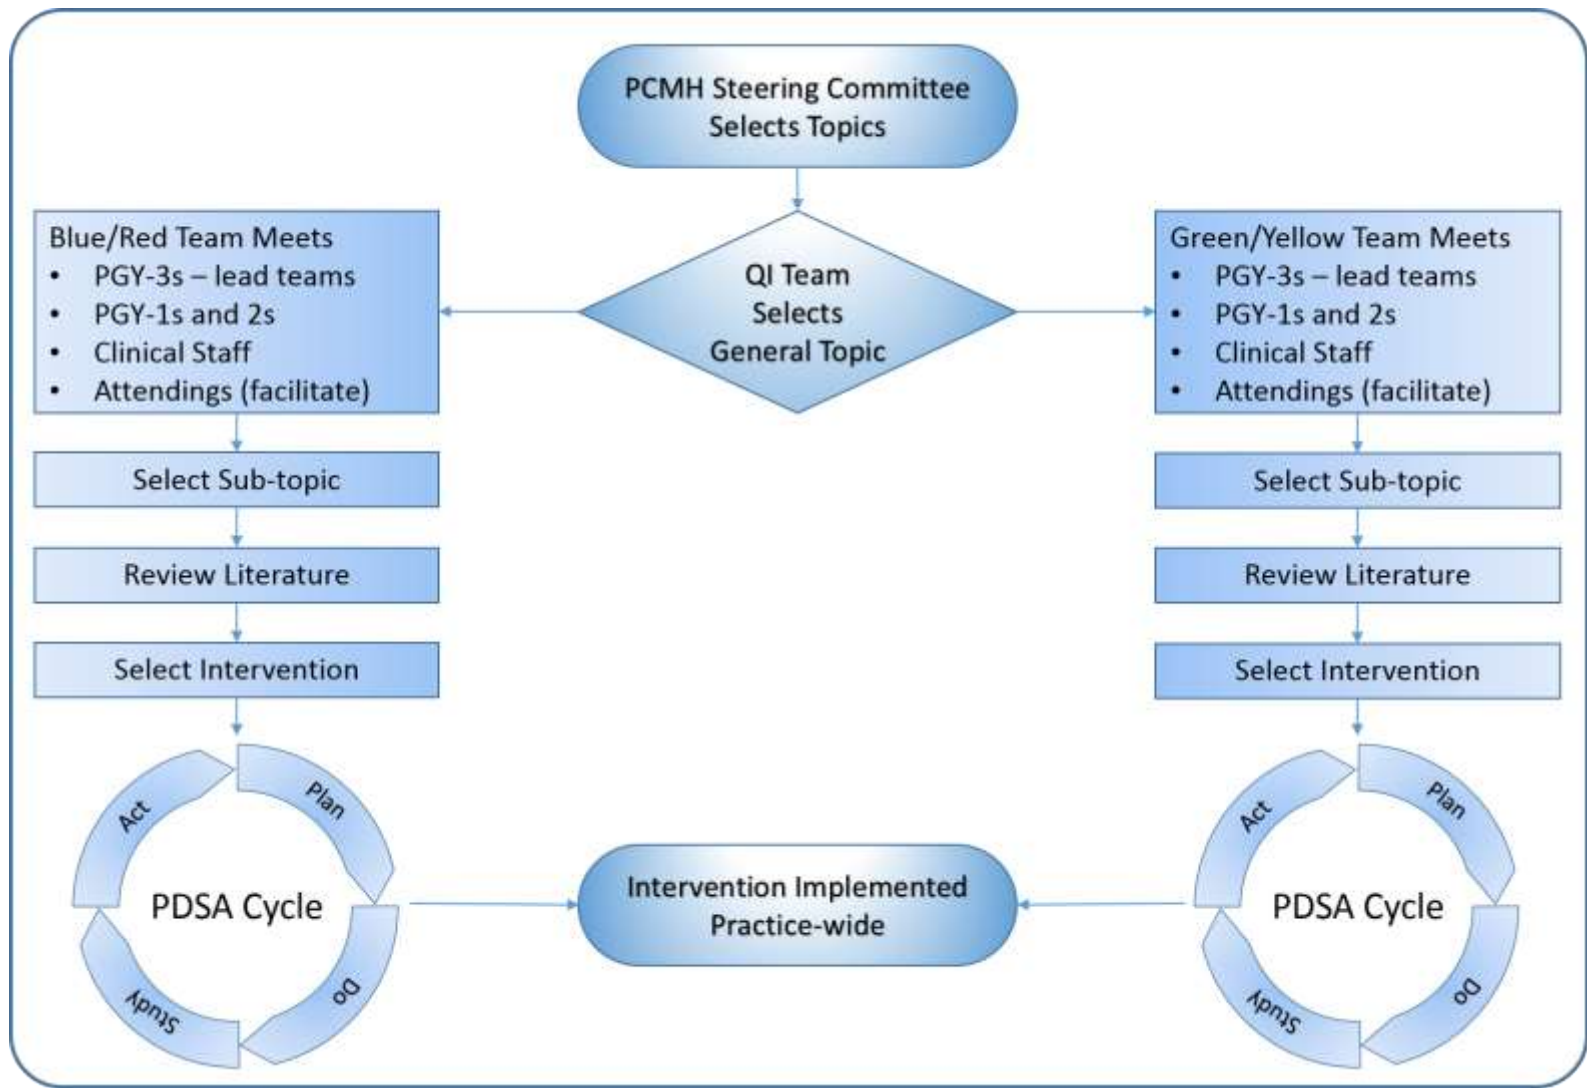 PCMH Steering Committee
Selects Topics
QI Team
Selects
General Topic
Blue/Red Team Meets
• PGY-3s – lead teams
• PGY-1s and 2s
• Clinical Staff
• Attendings (facilitate)
Select Sub-topic
Review Literature
Select Intervention
Plan
Do
Study
Act
PDSA Cycle
Green/Yellow Team Meets
• PGY-3s – lead teams
• PGY-1s and 2s
• Clinical Staff
• Attendings (facilitate)
Select Sub-topic
Review Literature
Select Intervention
Plan
Do
Study
Act
PDSA Cycle
Intervention Implemented
Practice-wide